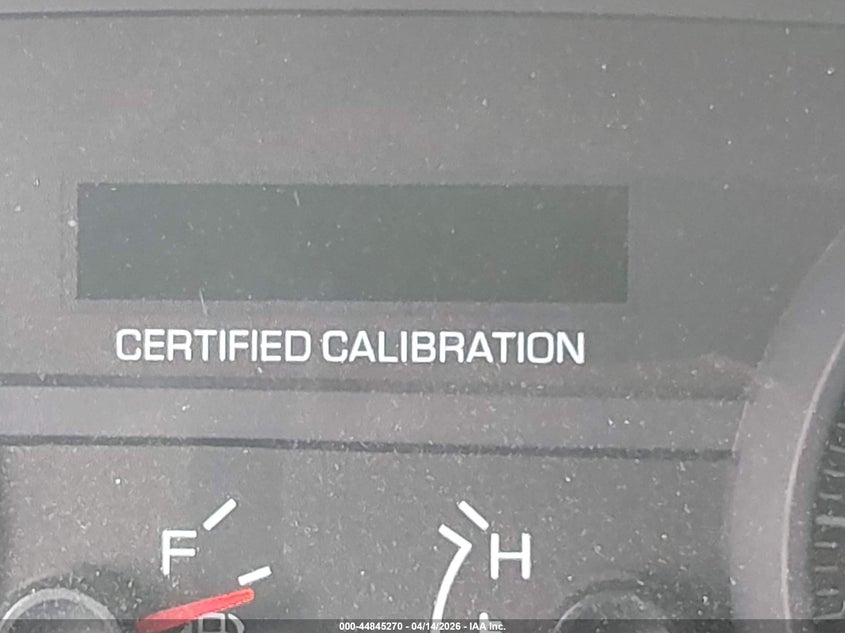 CERTIFIED CALIBRATION
F
H
000-44845270 - 04/14/2026 - IAA Inc.